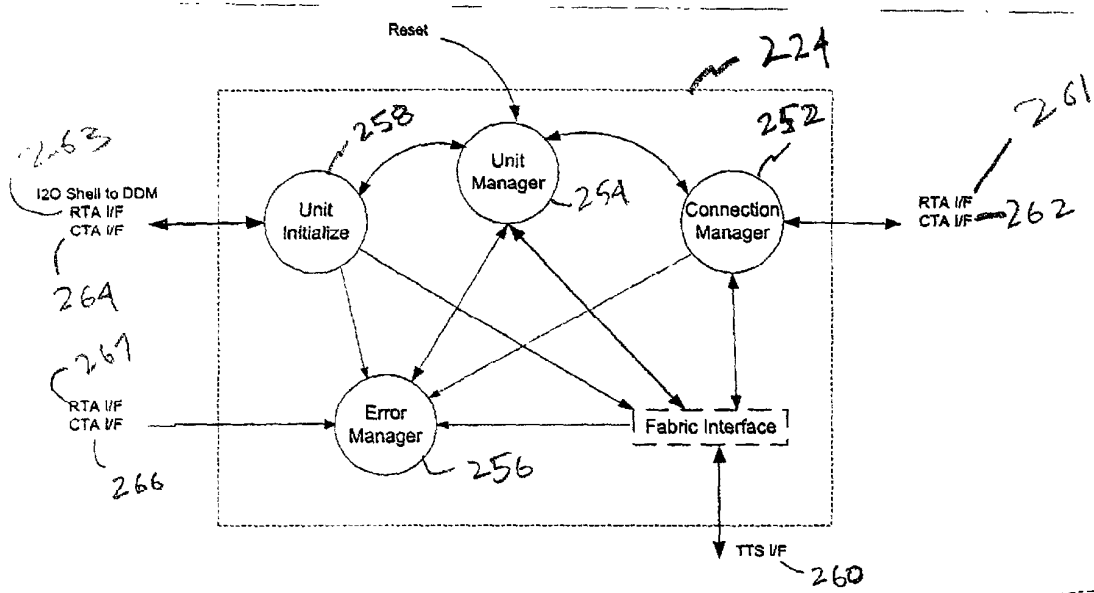 Reset
224
258
252
261
263
I2O Shell to DDM
RTA I/F
CTA I/F
Unit
Initialize
Unit
Manager
254
Connection
Manager
RTA I/F
CTA I/F
262
264
267
RTA I/F
CTA I/F
Error
Manager
Fabric Interface
266
256
TTS I/F
260